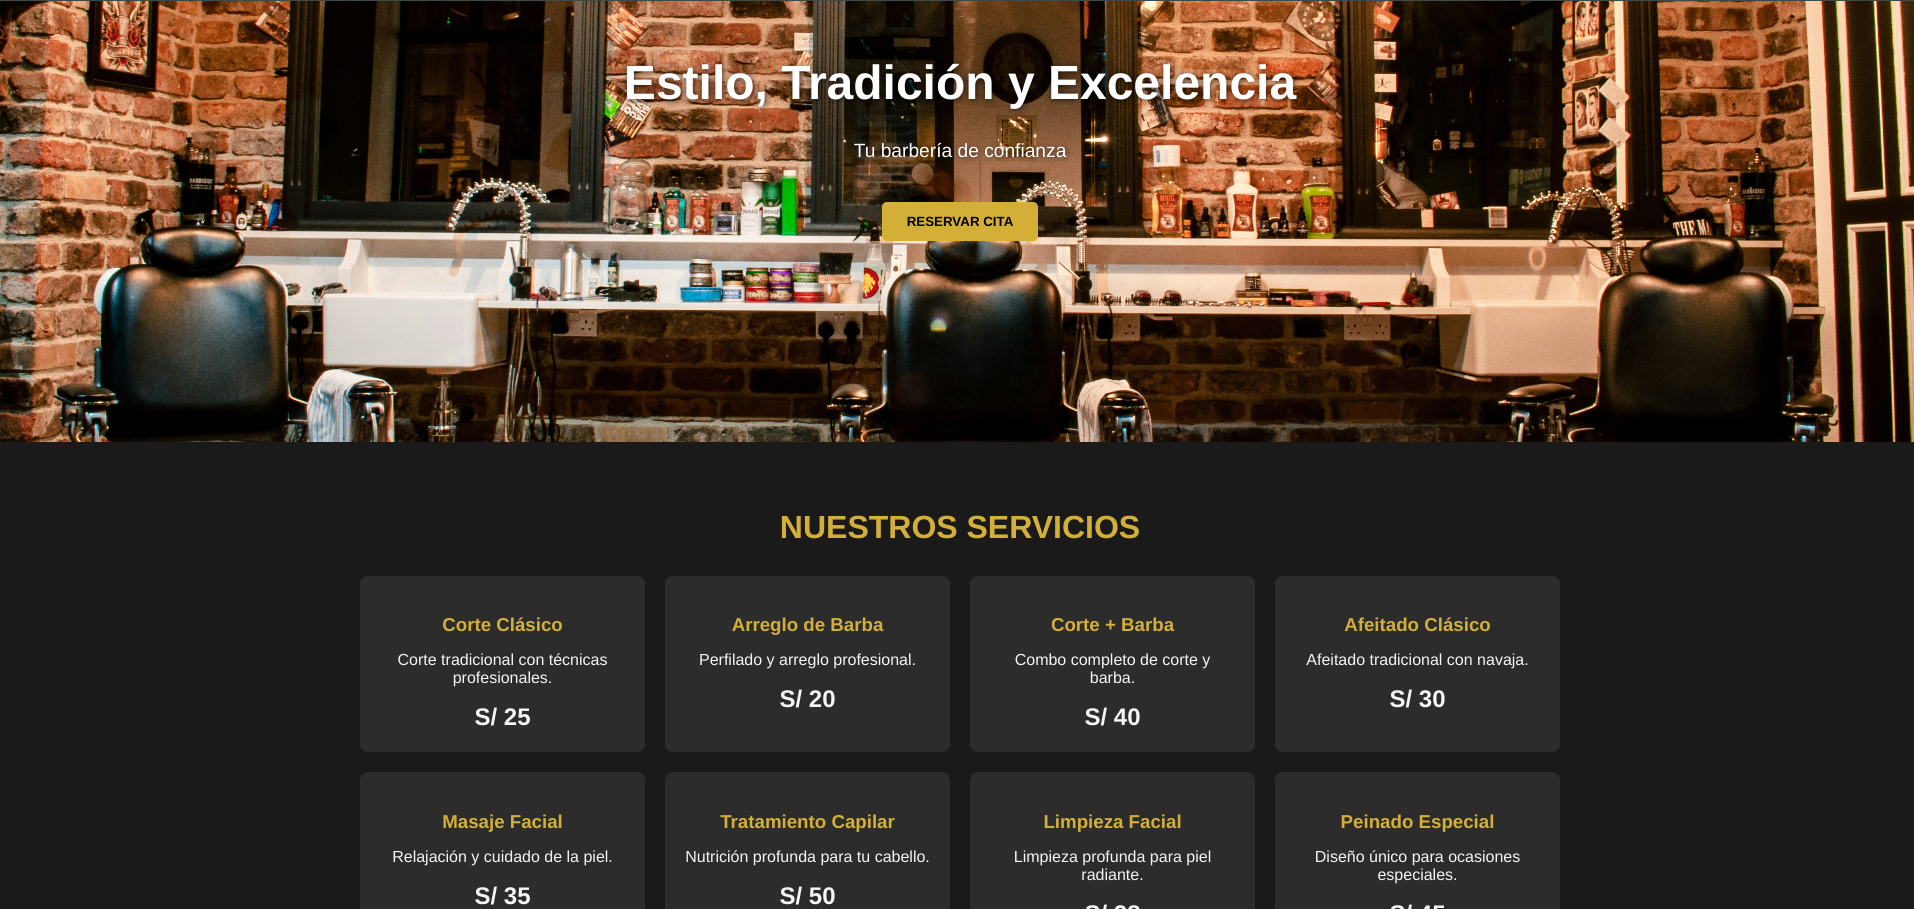 Estilo, Tradición y Excelencia
Tu barbería de confianza
RESERVAR CITA
NUESTROS SERVICIOS
Corte Clásico
Corte tradicional con técnicas
profesionales.
S/ 25
Arreglo de Barba
Perfilado y arreglo profesional.
S/ 20
Corte + Barba
Combo completo de corte y
barba.
S/ 40
Afeitado Clásico
Afeitado tradicional con navaja.
S/ 30
Masaje Facial
Relajación y cuidado de la piel.
S/ 35
Tratamiento Capilar
Nutrición profunda para tu cabello.
S/ 50
Limpieza Facial
Limpieza profunda para piel
radiante.
Peinado Especial
Diseño único para ocasiones
especiales.